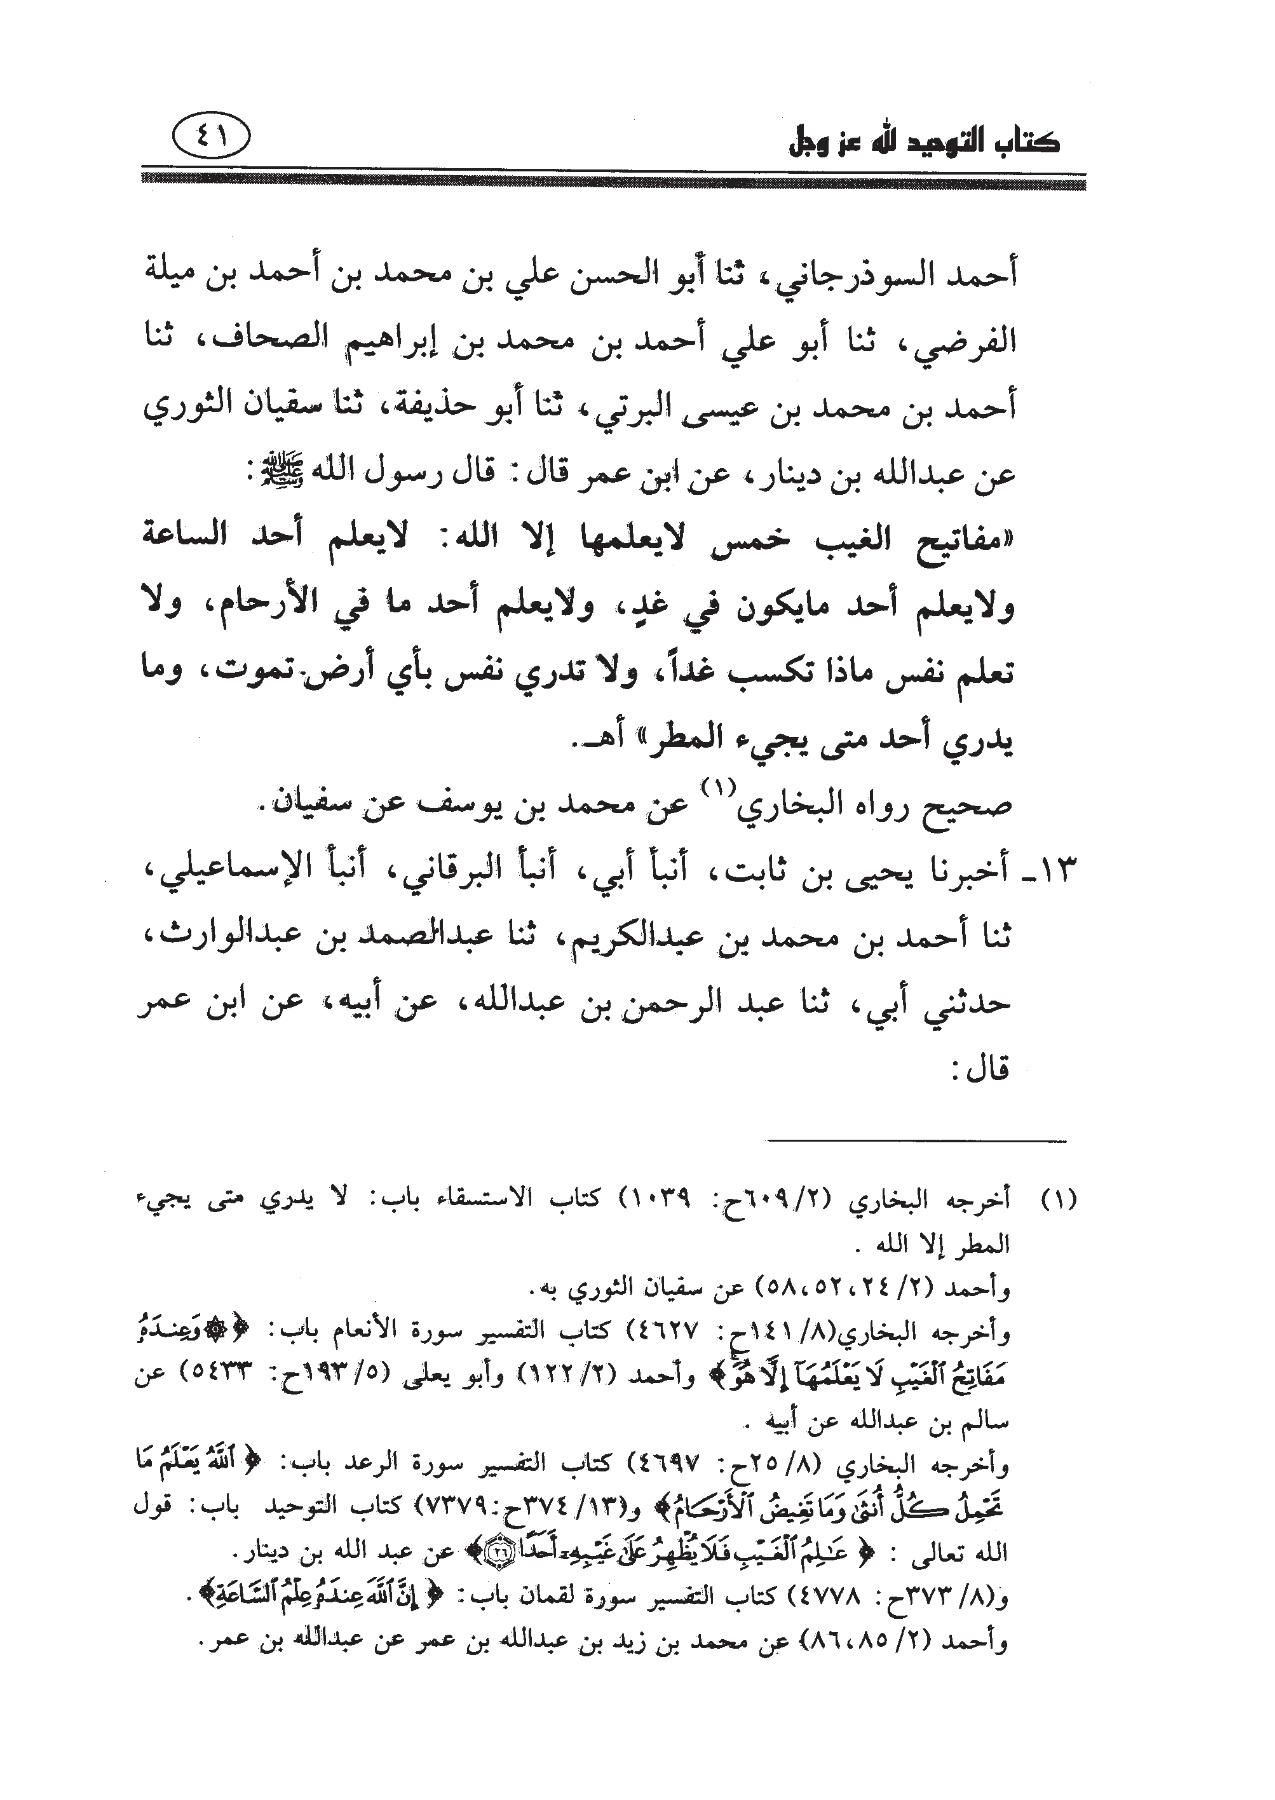 كتاب التوحيد لله عز وجل
٤١
أحمد السوذرجاني، ثنا أبو الحسن علي بن محمد بن أحمد بن ميلة
الفرضي، ثنا أبو علي أحمد بن محمد بن إبراهيم الصحاف، ثنا
أحمد بن محمد بن عيسى البرتي، ثنا أبو حذيفة، ثنا سفيان الثوري
عن عبدالله بن دينار، عن ابن عمر قال: قال رسول الله ﷺ:
«مفاتيح الغيب خمس لايعلمها إلا الله: لايعلم أحد الساعة
ولايعلم أحد مايكون في غدٍ، ولايعلم أحد ما في الأرحام، ولا
تعلم نفس ماذا تكسب غداً، ولا تدري نفس بأي أرض تموت، وما
يدري أحد متى يجيء المطر» أهـ.
صحيح رواه البخاري(١) عن محمد بن يوسف عن سفيان.
١٣ـ أخبرنا يحيى بن ثابت، أنبأ أبي، أنبأ البرقاني، أنبأ الإسماعيلي،
ثنا أحمد بن محمد بن عبدالكريم، ثنا عبدالصمد بن عبدالوارث،
حدثني أبي، ثنا عبد الرحمن بن عبدالله، عن أبيه، عن ابن عمر
قال:
(١) أخرجه البخاري (٢/ ٦٠٩ح: ١٠٣٩) كتاب الاستسقاء باب: لا يدري متى يجيء
المطر إلا الله .
وأحمد (٢/ ٢٤، ٥٢، ٥٨) عن سفيان الثوري به.
وأخرجه البخاري(٨/ ١٤١ح: ٤٦٢٧) كتاب التفسير سورة الأنعام باب: ﴿۞ وَعِندَهُۥ
مَفَاتِحُ ٱلْغَيْبِ لَا يَعْلَمُهَآ إِلَّا هُوَ﴾ وأحمد (٢/ ١٢٢) وأبو يعلى (٥/ ١٩٣ح: ٥٤٣٣) عن
سالم بن عبدالله عن أبيه .
وأخرجه البخاري (٨/ ٢٥ح: ٤٦٩٧) كتاب التفسير سورة الرعد باب: ﴿ٱللَّهُ يَعْلَمُ مَا
تَحْمِلُ كُلُّ أُنثَىٰ وَمَا تَغِيضُ ٱلْأَرْحَامُ﴾ و(١٣/ ٣٧٤ح:٧٣٧٩) كتاب التوحيد باب: قول
الله تعالى : ﴿عَٰلِمُ ٱلْغَيْبِ فَلَا يُظْهِرُ عَلَىٰ غَيْبِهِۦٓ أَحَدًا ۝٢٦﴾ عن عبد الله بن دينار.
و(٨/ ٣٧٣ح: ٤٧٧٨) كتاب التفسير سورة لقمان باب: ﴿إِنَّ ٱللَّهَ عِندَهُۥ عِلْمُ ٱلسَّاعَةِ﴾.
وأحمد (٢/ ٨٥، ٨٦) عن محمد بن زيد بن عبدالله بن عمر عن عبدالله بن عمر.